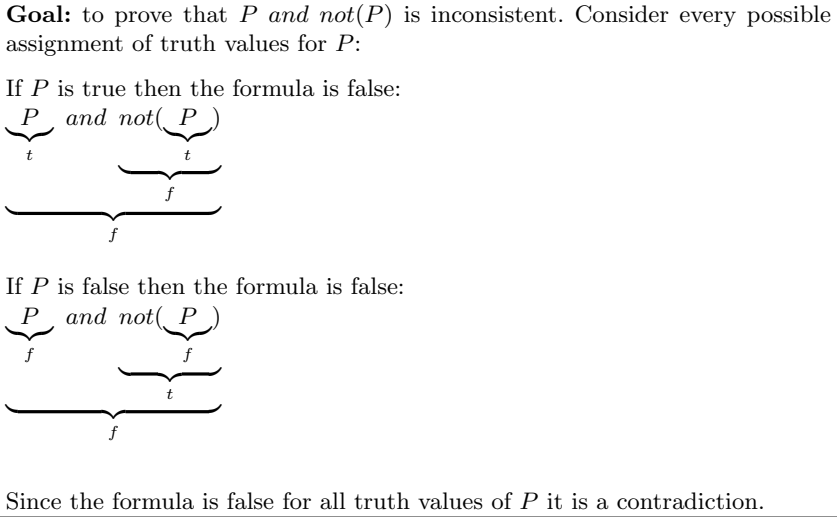 Goal: to prove that P and not(P) is inconsistent. Consider every possible
assignment of truth values for P:
If P is true then the formula is false:
P and not( P )
t t
f
f
If P is false then the formula is false:
P and not( P )
f f
t
f
Since the formula is false for all truth values of P it is a contradiction.